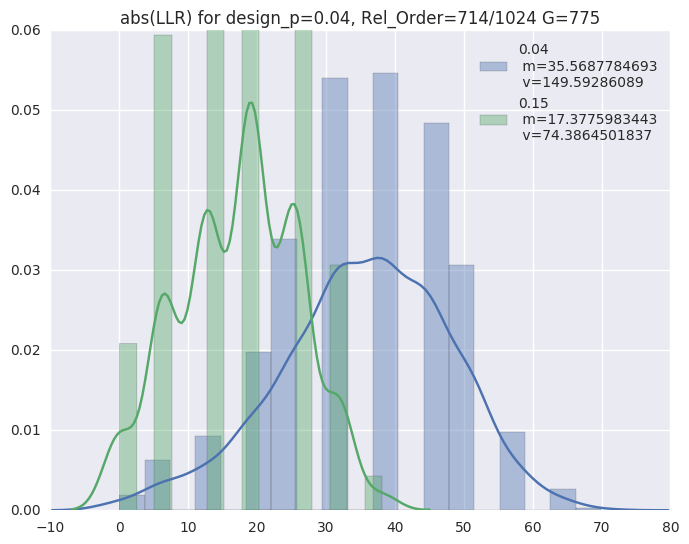 abs(LLR) for design_p=0.04, Rel_Order=714/1024 G=775
0.06
0.05
0.04
0.03
0.02
0.01
0.00
0.04
m=35.5687784693
v=149.59286089
0.15
m=17.3775983443
v=74.3864501837
−10 0 10 20 30 40 50 60 70 80